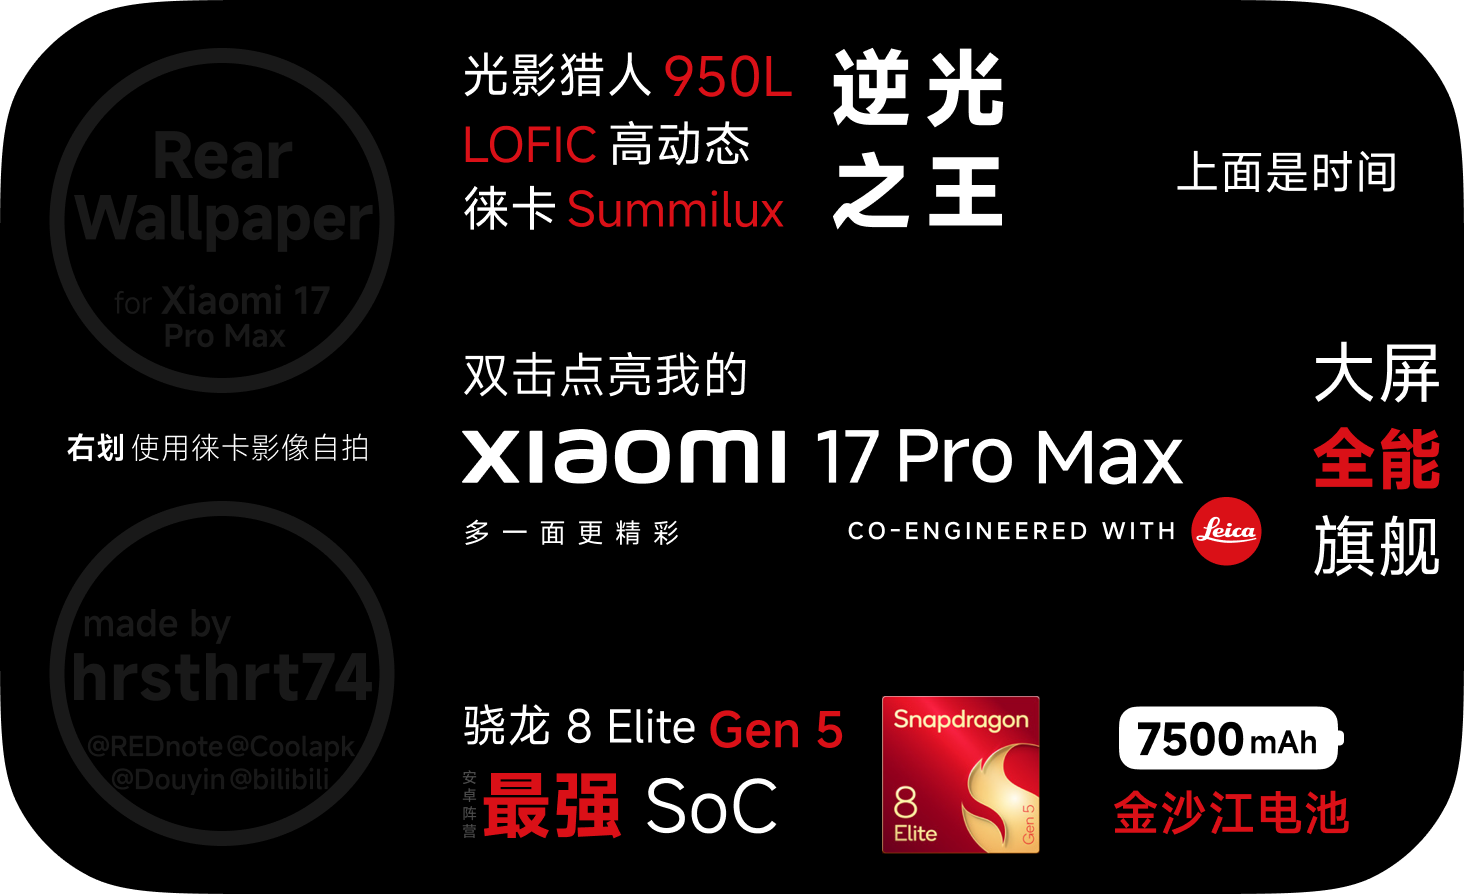 Rear
Wallpaper
for Xiaomi 17
Pro Max
右划 使用徕卡影像自拍
made by
hrsthrt74
@REDnote @Coolapk
@Douyin @bilibili
光影猎人 950L
LOFIC 高动态
徕卡 Summilux
逆光
之王
上面是时间
双击点亮我的
xiaomi 17 Pro Max
多一面更精彩
CO-ENGINEERED WITH Leica
大屏
全能
旗舰
骁龙 8 Elite Gen 5
安卓阵营
最强 SoC
Snapdragon
8
Elite
Gen 5
7500 mAh
金沙江电池